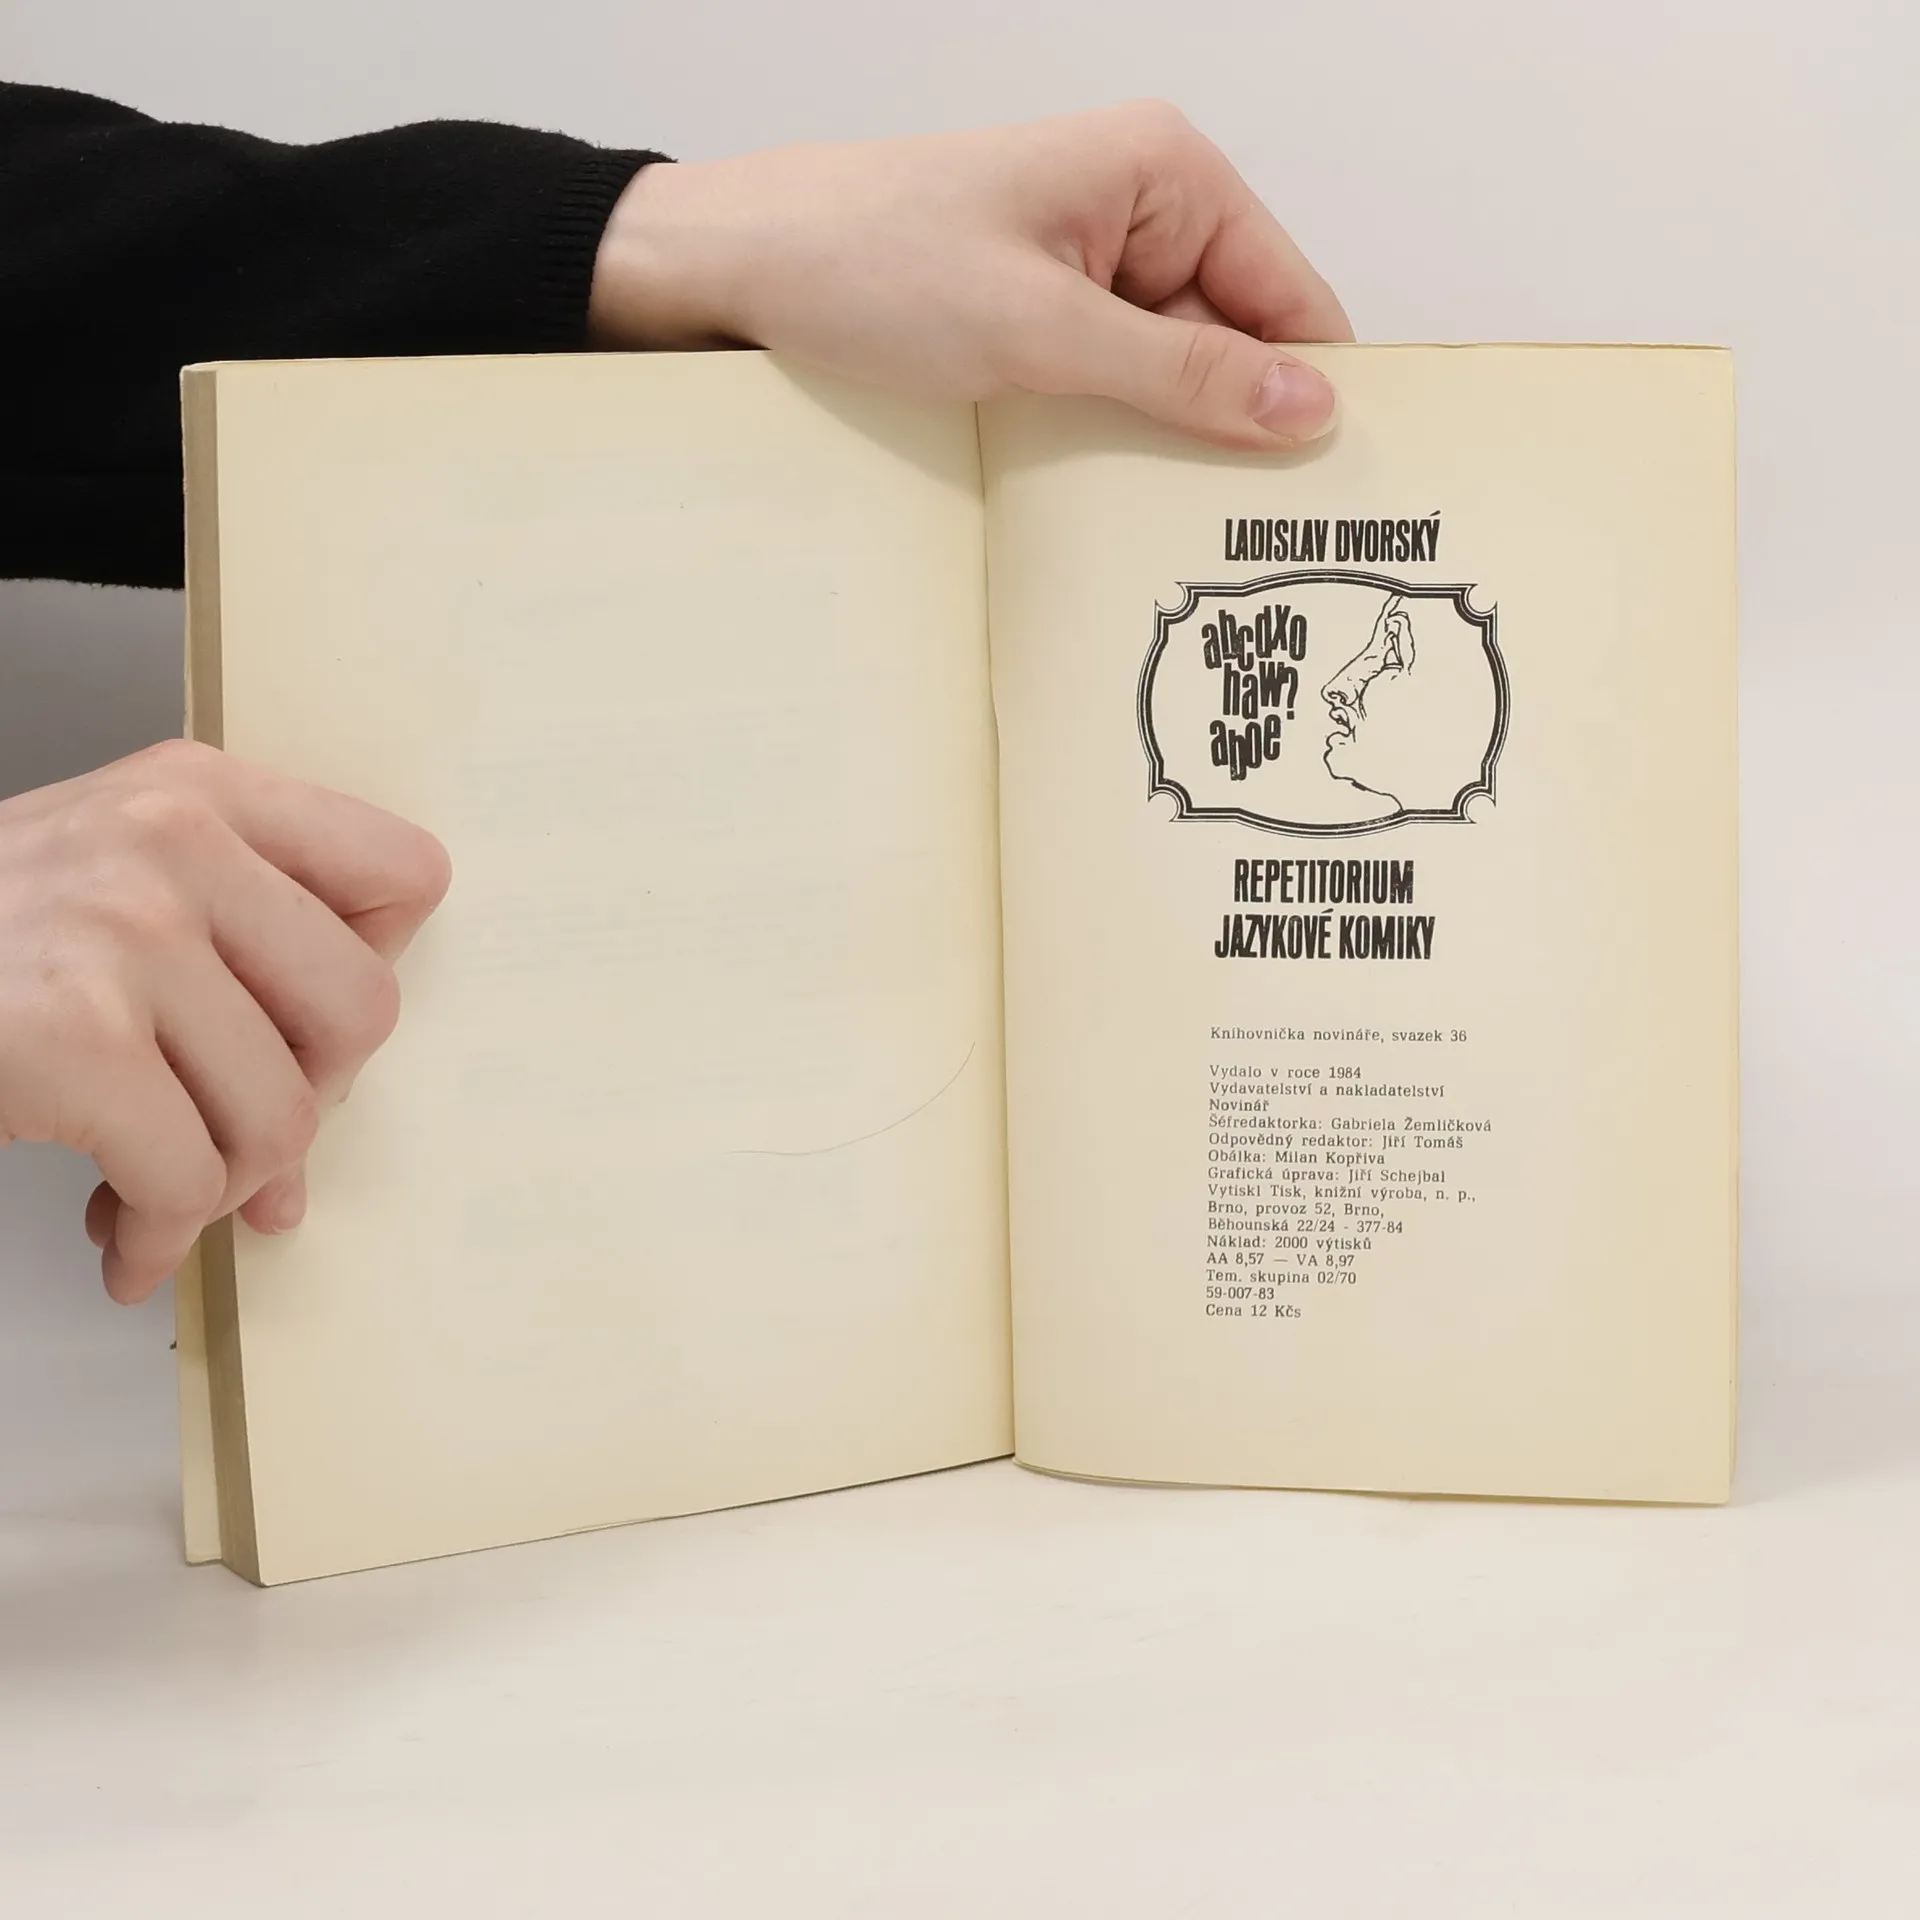 LADISLAV DVORSKÝ
abcdxo
haw?
aboe
REPETITORIUM
JAZYKOVÉ KOMIKY
Knihovnička novináře, svazek 36
Vydalo v roce 1984
Vydavatelství a nakladatelství
Novinář
Šéfredaktorka: Gabriela Žemličková
Odpovědný redaktor: Jiří Tomáš
Obálka: Milan Kopřiva
Grafická úprava: Jiří Schejbal
Vytiskl Tisk, knižní výroba, n. p.,
Brno, provoz 52, Brno,
Běhounská 22/24 - 377-84
Náklad: 2000 výtisků
AA 8,57 — VA 8,97
Tem. skupina 02/70
59-007-83
Cena 12 Kčs